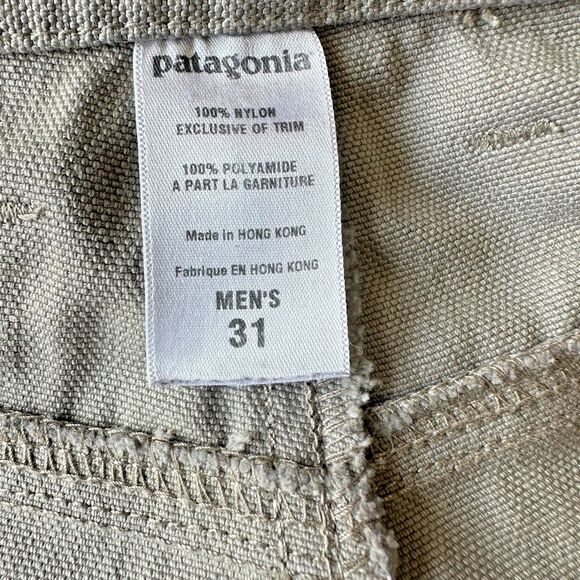 patagonia
100% NYLON
EXCLUSIVE OF TRIM
100% POLYAMIDE
A PART LA GARNITURE
Made in HONG KONG
Fabrique EN HONG KONG
MEN'S
31